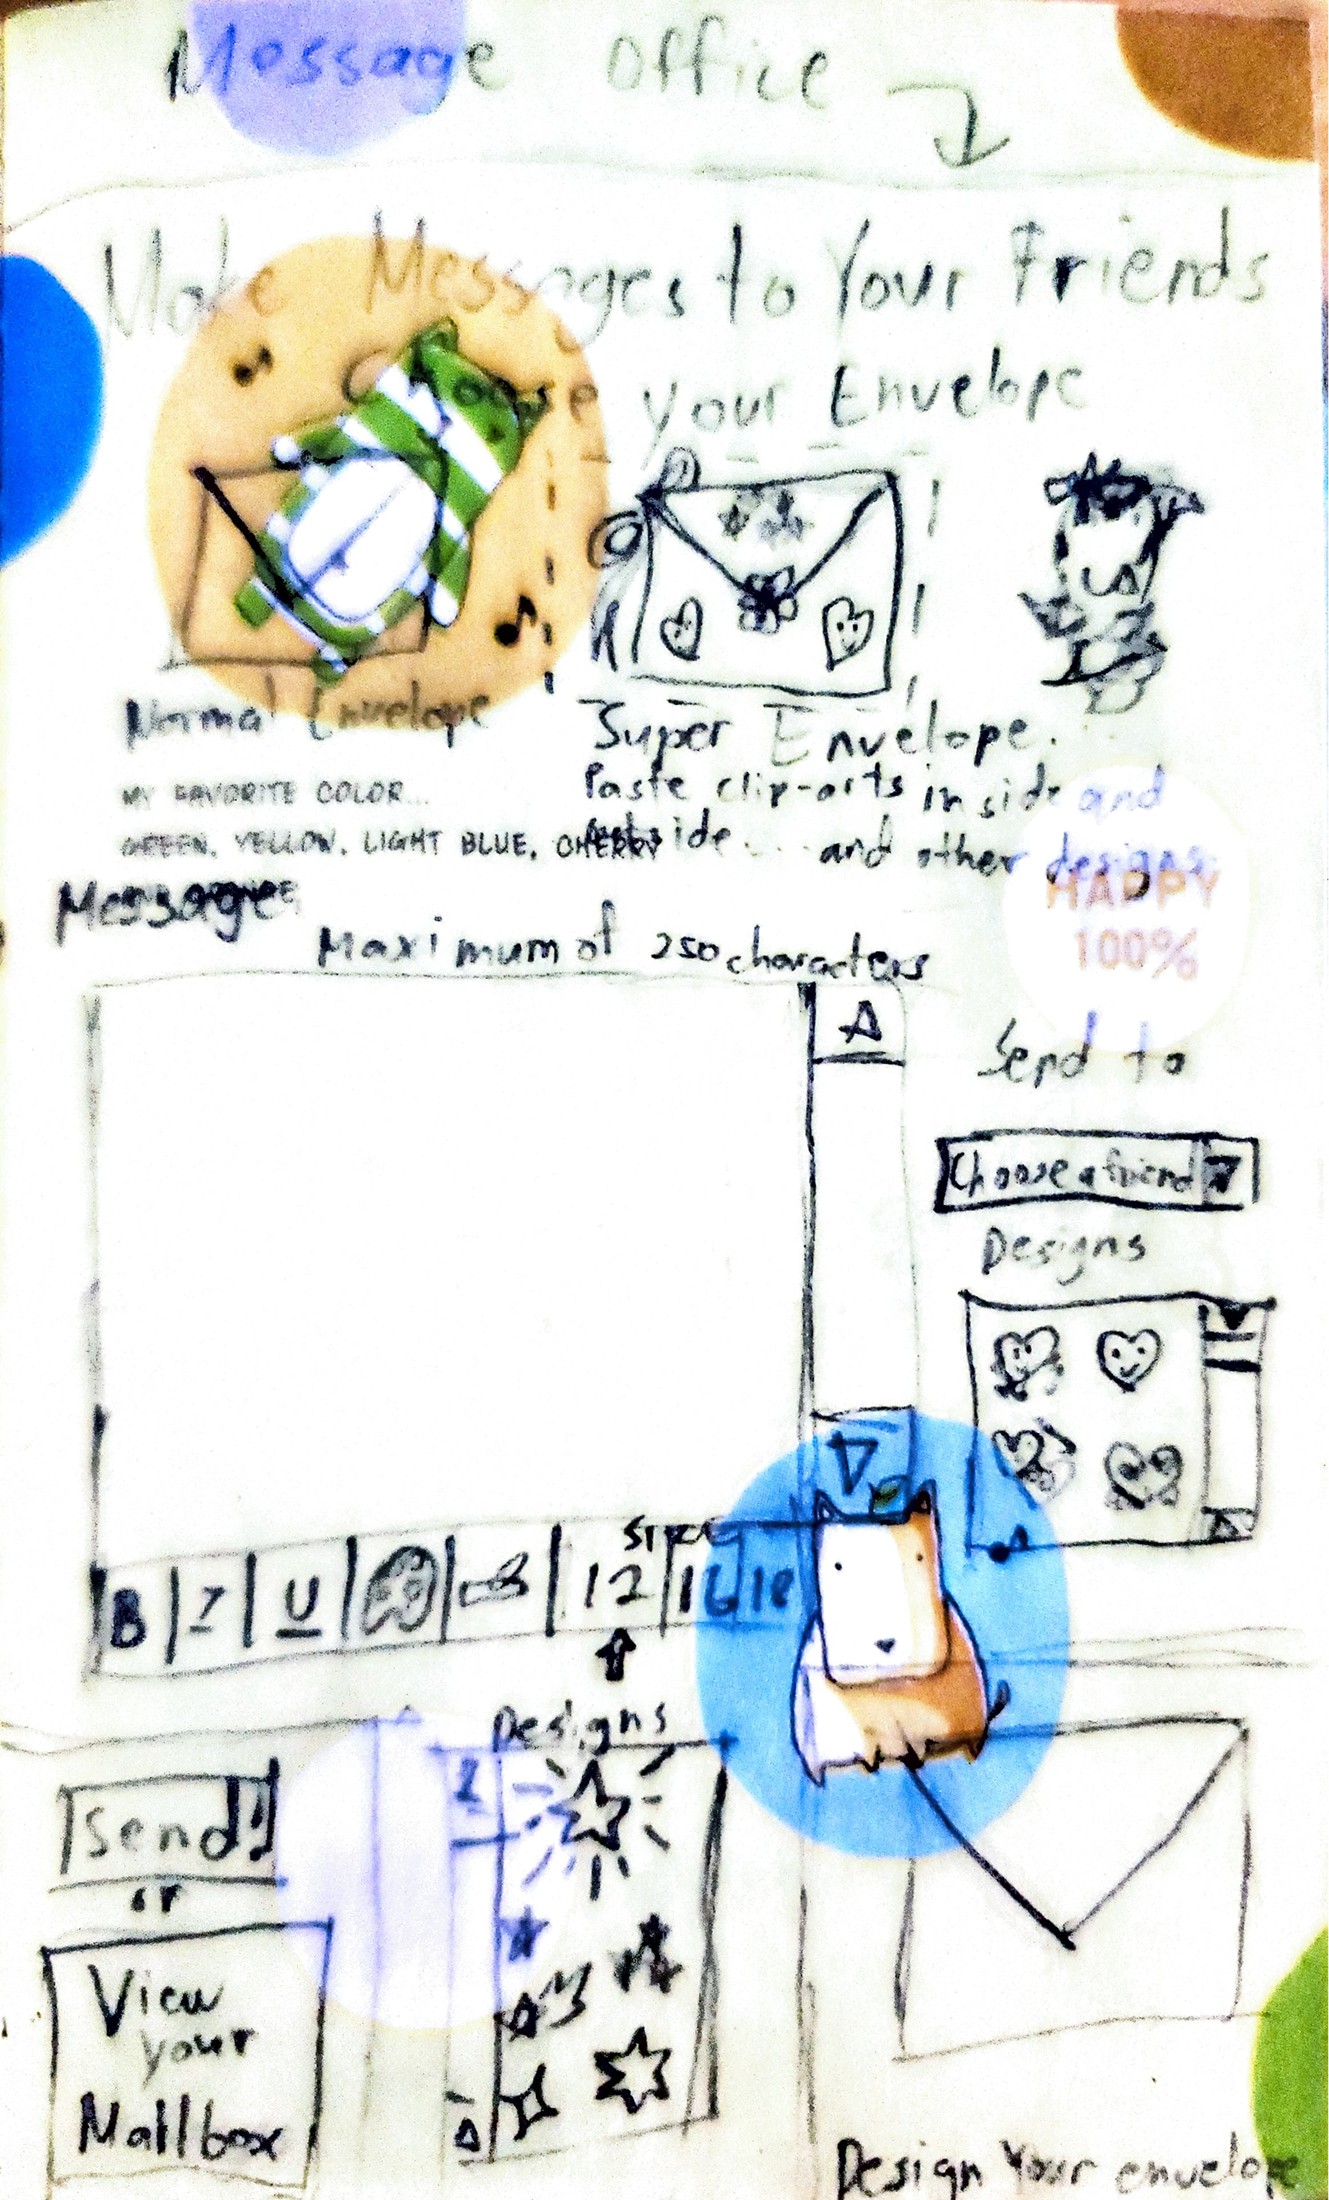 Message Office
Make Messages to Your Friends
Choose your Envelope
Normal Envelope
Super Envelope.
Paste clip-arts inside and
outside.... and other designs.
MY FAVORITE COLOR...
GREEN, YELLOW, LIGHT BLUE, CHERRY
Message
Maximum of 250 characters
HAPPY
100%
Send to
Choose a friend
Designs
Size
B I U 12 16 18
Designs
Send!
or
View
your
Mailbox
Design Your envelope